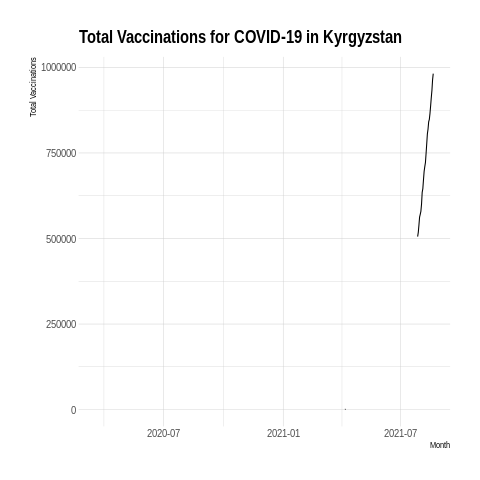 Total Vaccinations for COVID-19 in Kyrgyzstan
Total Vaccinations
1000000
750000
500000
250000
0
2020-07 2021-01 2021-07
Month